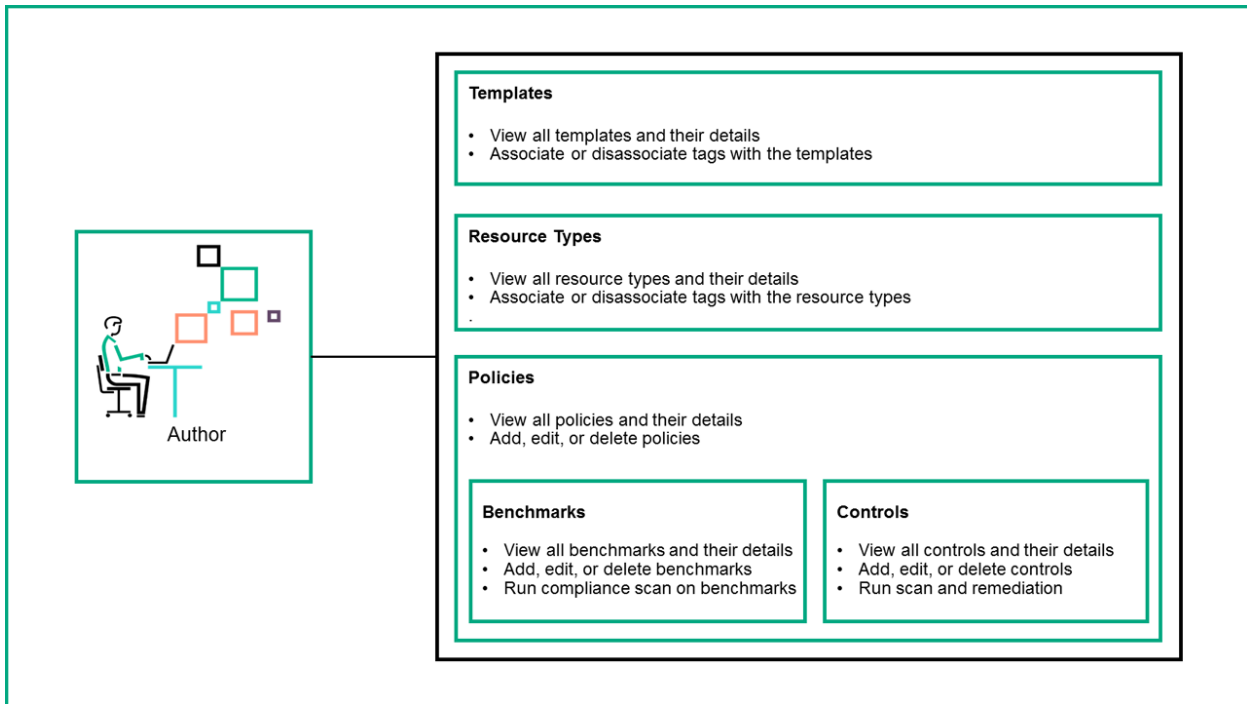 Templates
• View all templates and their details
• Associate or disassociate tags with the templates
Resource Types
• View all resource types and their details
• Associate or disassociate tags with the resource types
.
Author
Policies
• View all policies and their details
• Add, edit, or delete policies
Benchmarks
• View all benchmarks and their details
• Add, edit, or delete benchmarks
• Run compliance scan on benchmarks
Controls
• View all controls and their details
• Add, edit, or delete controls
• Run scan and remediation